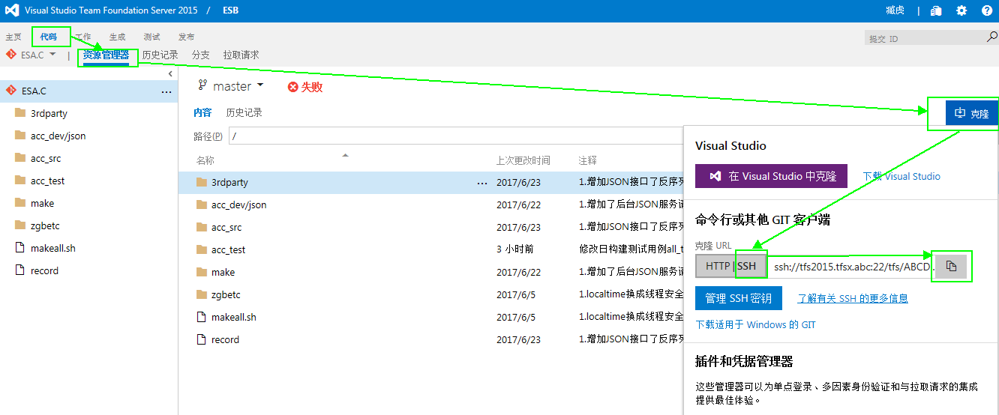 Visual Studio Team Foundation Server 2015 / ESB
臧虎 |
主页 代码 工作 生成 测试 发布
提交 ID
ESA.C | 资源管理器 历史记录 分支 拉取请求
ESA.C ...
3rdparty
acc_dev/json
acc_src
acc_test
make
zgbetc
makeall.sh
record
master 失败
内容 历史记录
克隆
路径(P) /
名称 上次更改时间 注释
3rdparty ... 2017/6/23 1.增加JSON接口了反序列
acc_dev/json 2017/6/22 1.增加了后台JSON服务请
acc_src 2017/6/23 1.增加JSON接口了反序列
acc_test 3 小时前 修改日构建测试用例all_t
make 2017/6/22 1.增加了后台JSON服务请
zgbetc 2017/6/5 1.localtime换成线程安全
makeall.sh 2017/6/5 1.localtime换成线程安全
record 2017/6/23 1.增加JSON接口了反序列
Visual Studio
在 Visual Studio 中克隆 下载 Visual Studio
命令行或其他 GIT 客户端
克隆 URL
HTTP | SSH ssh://tfs2015.tfsx.abc:22/tfs/ABCD
管理 SSH 密钥 了解有关 SSH 的更多信息
下载适用于 Windows 的 GIT
插件和凭据管理器
这些管理器可以为单点登录、多因素身份验证和与拉取请求的集成
提供最佳体验。